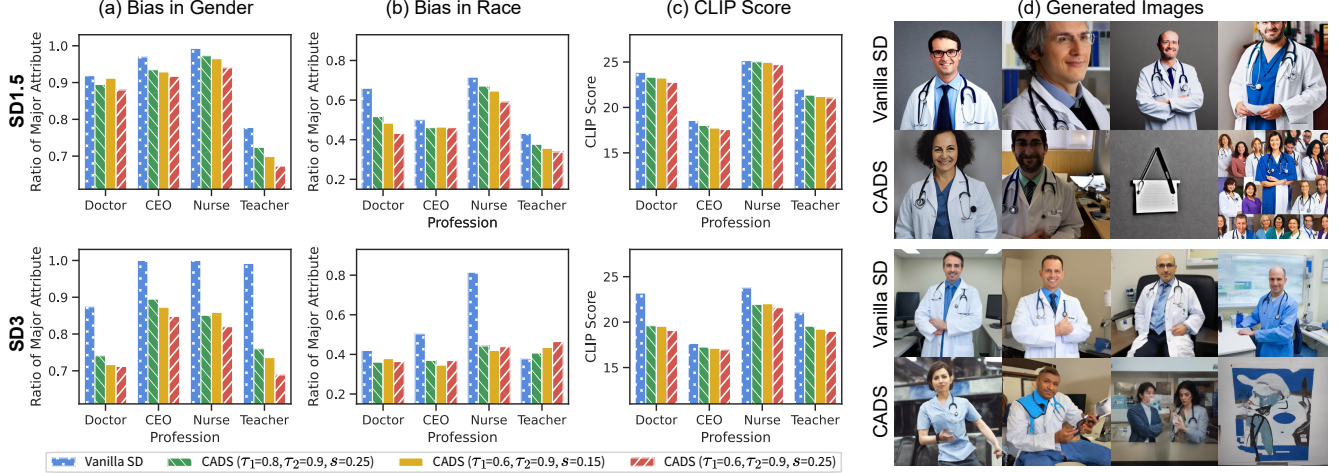 (a) Bias in Gender
(b) Bias in Race
(c) CLIP Score
(d) Generated Images
SD1.5
Ratio of Major Attribute
1.0
0.9
0.8
0.7
Doctor CEO Nurse Teacher
Ratio of Major Attribute
0.8
0.6
0.4
0.2
Doctor CEO Nurse Teacher
Profession
CLIP Score
25
20
15
Doctor CEO Nurse Teacher
Vanilla SD
CADS
SD3
Ratio of Major Attribute
1.0
0.9
0.8
0.7
Doctor CEO Nurse Teacher
Profession
Ratio of Major Attribute
0.8
0.6
0.4
0.2
Doctor CEO Nurse Teacher
Profession
CLIP Score
25
20
15
Doctor CEO Nurse Teacher
Profession
Vanilla SD
CADS
Vanilla SD
CADS (τ₁=0.8, τ₂=0.9, s=0.25)
CADS (τ₁=0.6, τ₂=0.9, s=0.15)
CADS (τ₁=0.6, τ₂=0.9, s=0.25)